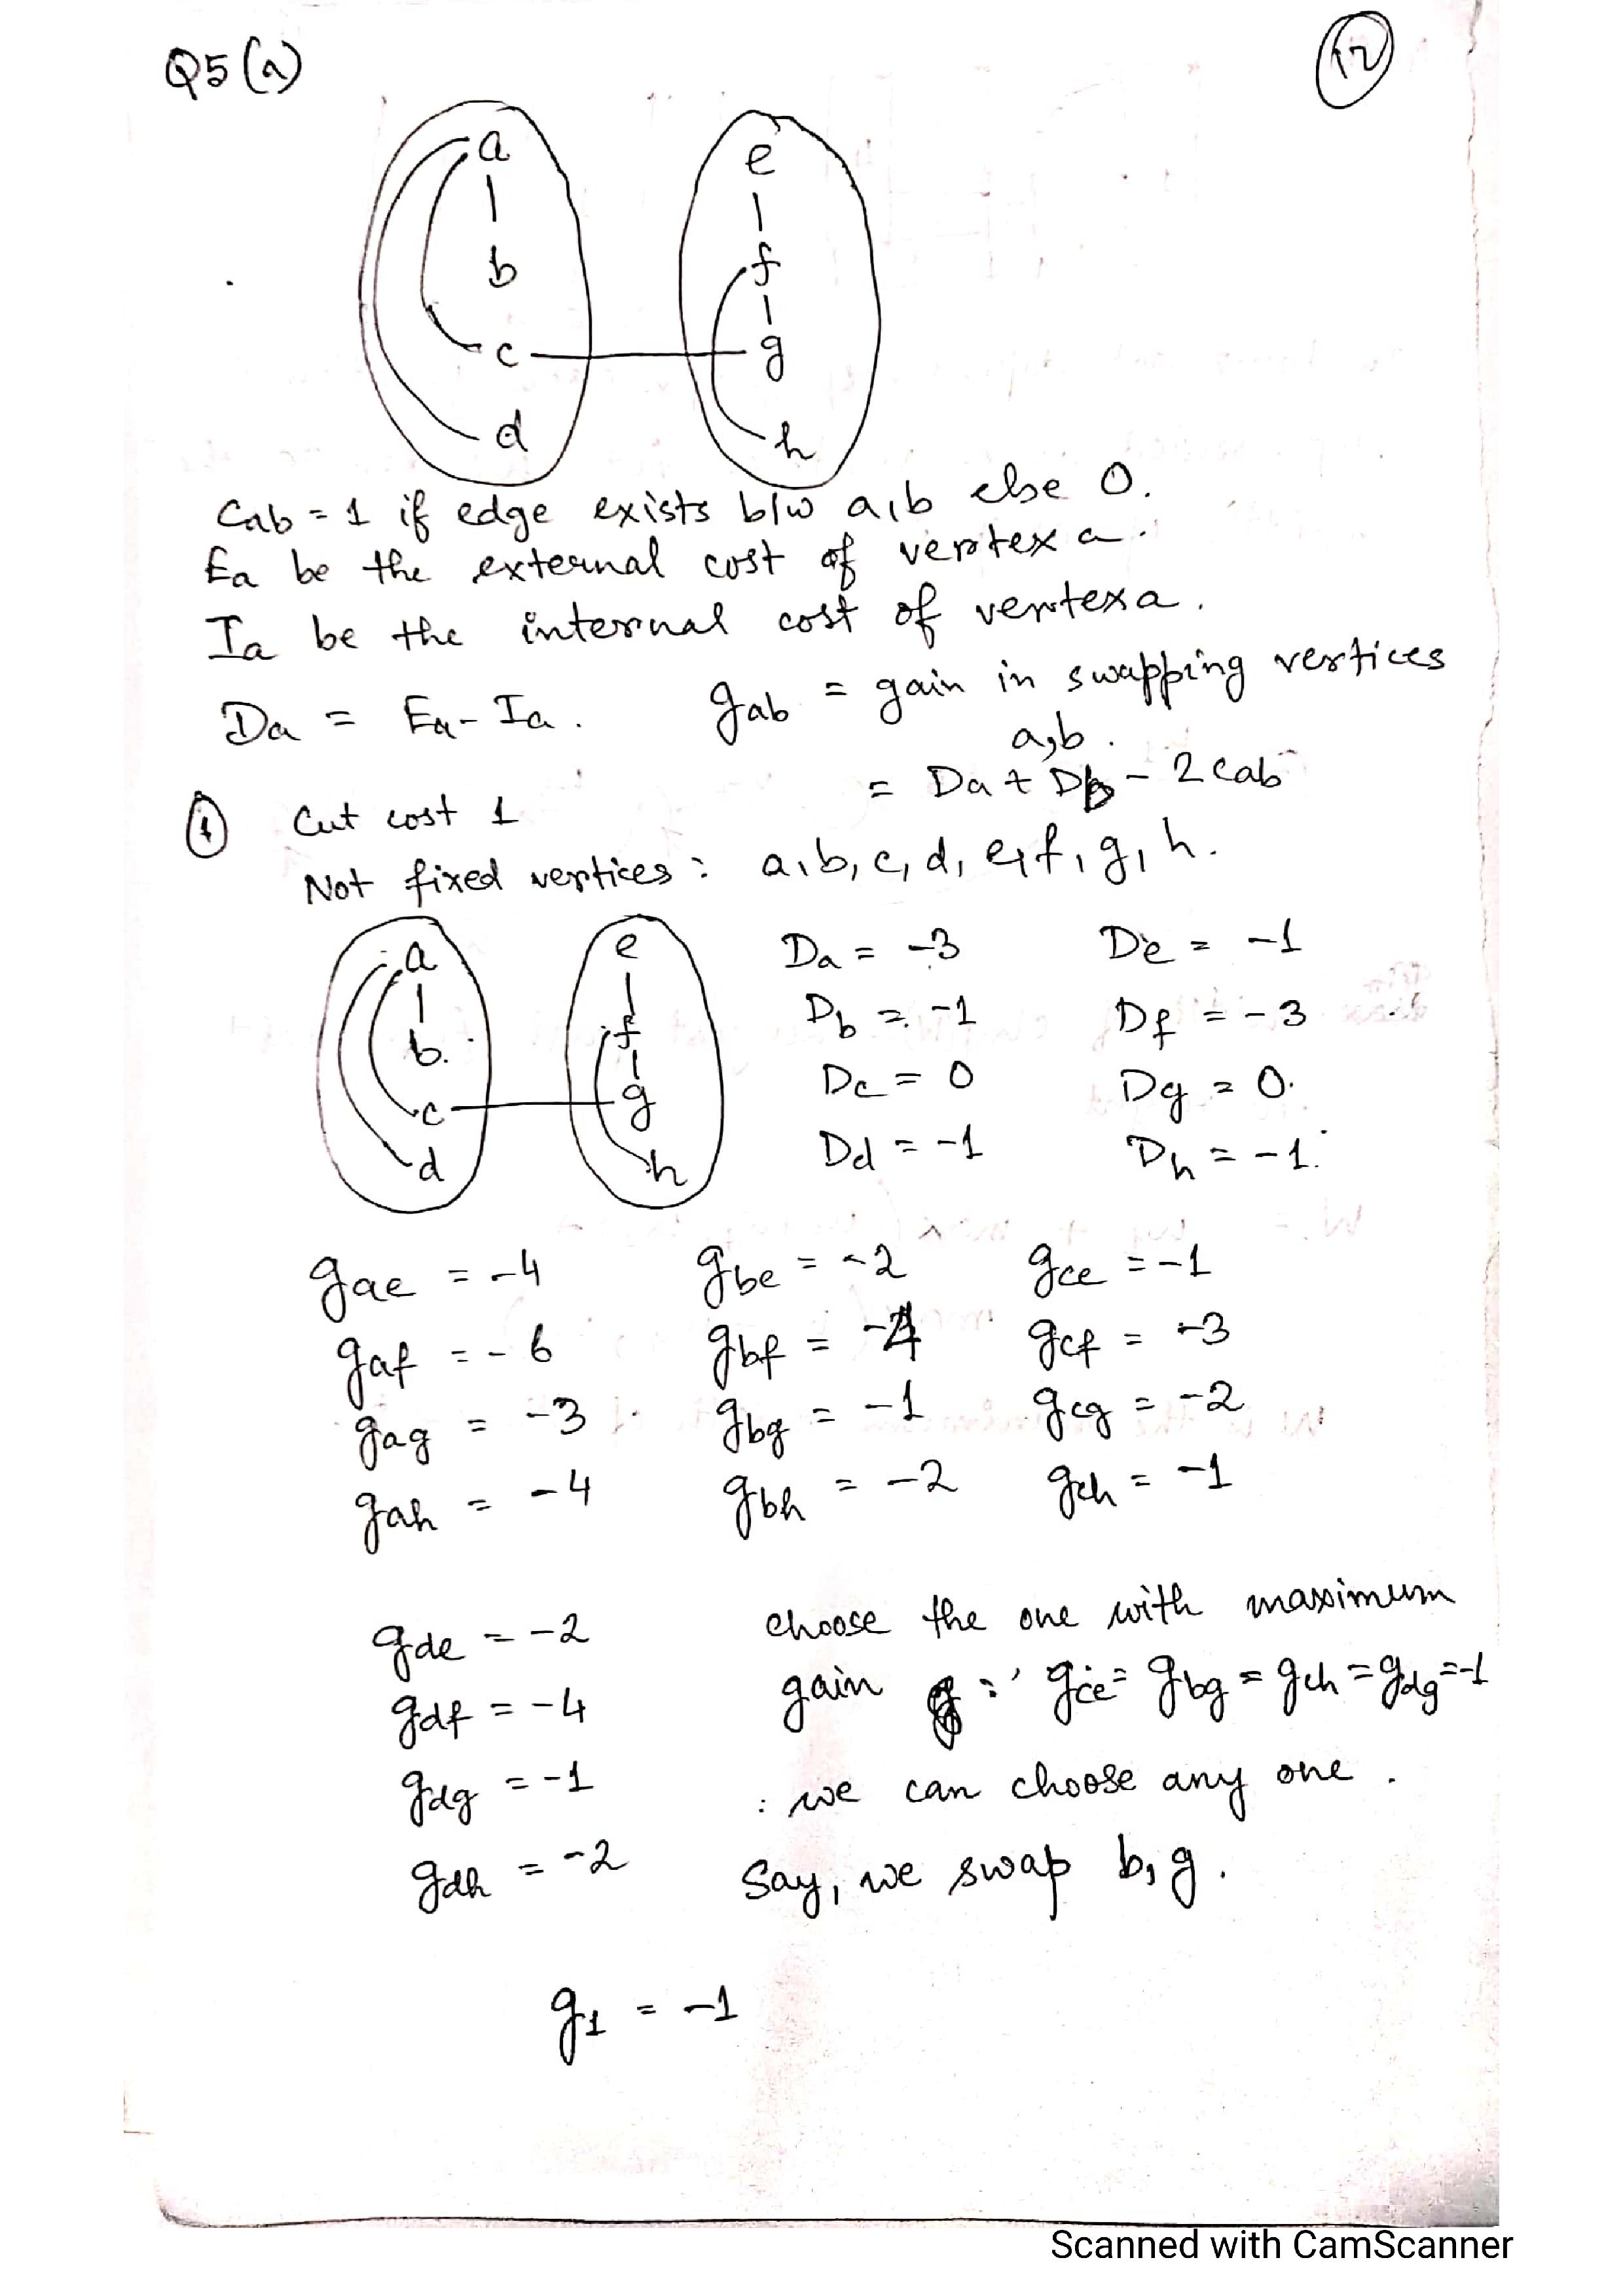 Q5(a)
12
a
b
c
d
e
f
g
h
Cab = 1 if edge exists b/w a,b else 0.
Ea be the external cost of vertex a.
Ia be the internal cost of vertex a.
Da = Ea - Ia. gab = gain in swapping vertices
a,b.
= Da + Db - 2cab
① Cut cost 1
Not fixed vertices : a, b, c, d, e, f, g, h.
a
b.
c
d
e
f
g
h
Da = -3 De = -1
Db = -1 Df = -3
Dc = 0 Dg = 0.
Dd = -1 Dh = -1.
gae = -4 gbe = -2 gce = -1
gaf = -6 gbf = -4 gcf = -3
gag = -3 gbg = -1 gcg = -2
gah = -4 gbh = -2 gch = -1
gde = -2 choose the one with maximum
gdf = -4 gain : gce = gbg = gch = gdg = -1
gdg = -1 : we can choose any one.
gdh = -2 Say, we swap b, g.
g1 = -1
Scanned with CamScanner